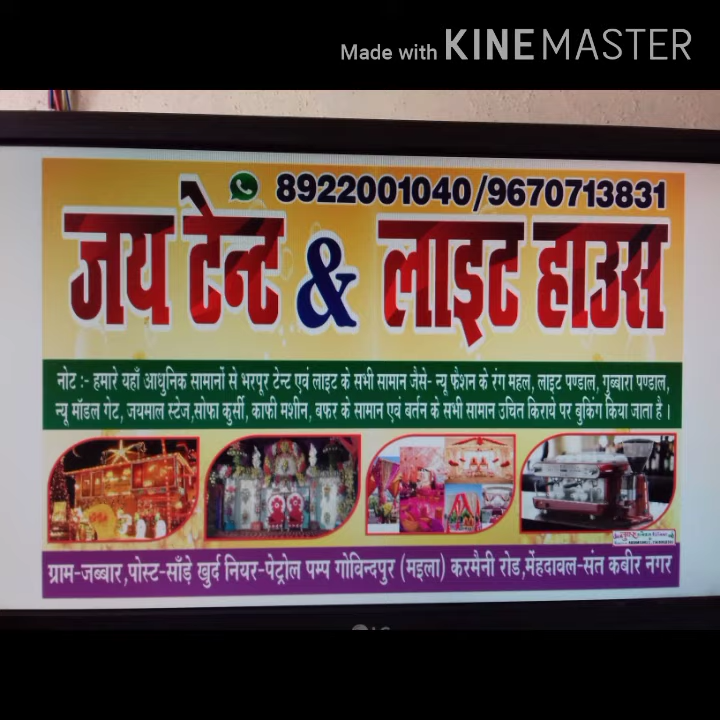 Made with KINEMASTER
8922001040/9670713831
जय टेन्ट & लाइट हाउस
नोट :- हमारे यहाँ आधुनिक सामानों से भरपूर टेन्ट एवं लाइट के सभी सामान जैसे- न्यू फैशन के रंग महल, लाइट पण्डाल, गुब्बारा पण्डाल,
न्यू मॉडल गेट, जयमाल स्टेज,सोफा कुर्सी, काफी मशीन, बफर के सामान एवं बर्तन के सभी सामान उचित किराये पर बुकिंग किया जाता है ।
ग्राम-जब्बार,पोस्ट-साँड़े खुर्द नियर-पेट्रोल पम्प गोविन्दपुर (मइला) करमैनी रोड,मेंहदावल-संत कबीर नगर